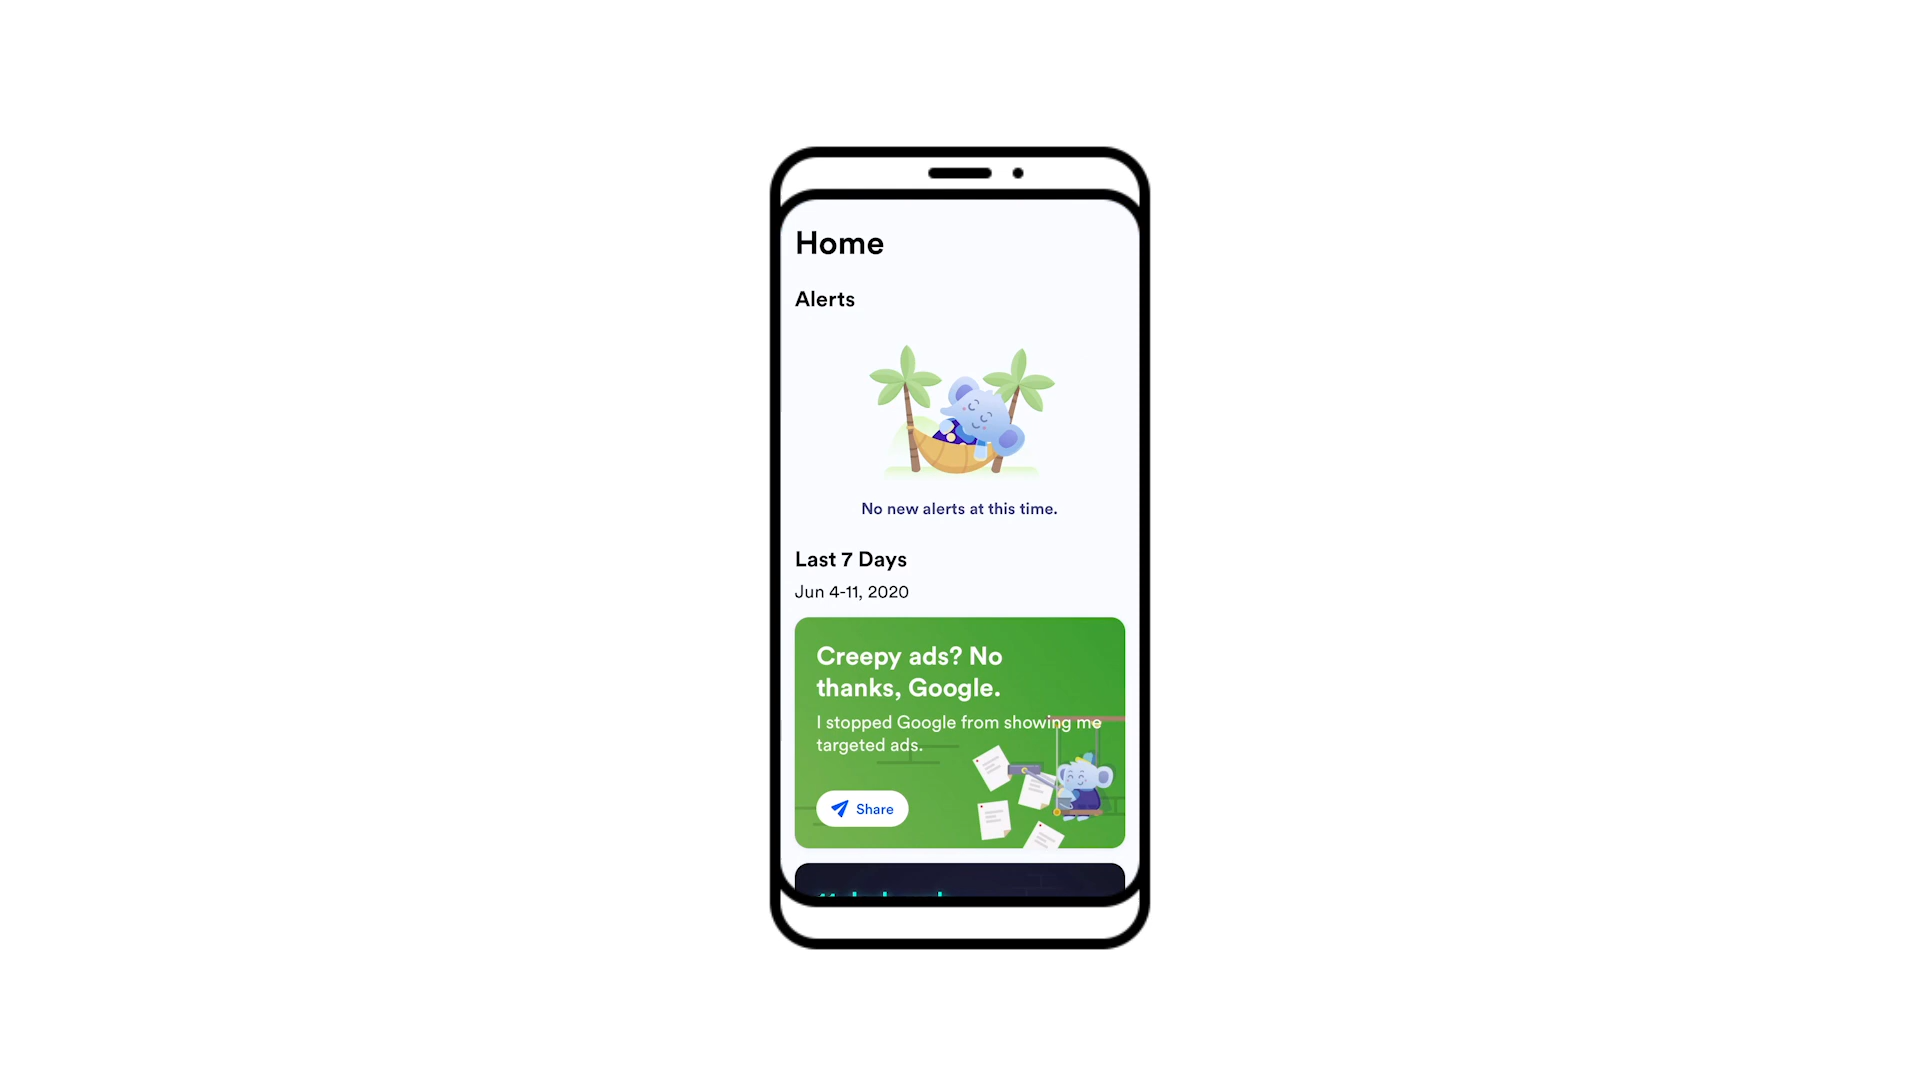 Home
Alerts
No new alerts at this time.
Last 7 Days
Jun 4-11, 2020
Creepy ads? No
thanks, Google.
I stopped Google from showing me
targeted ads.
Share